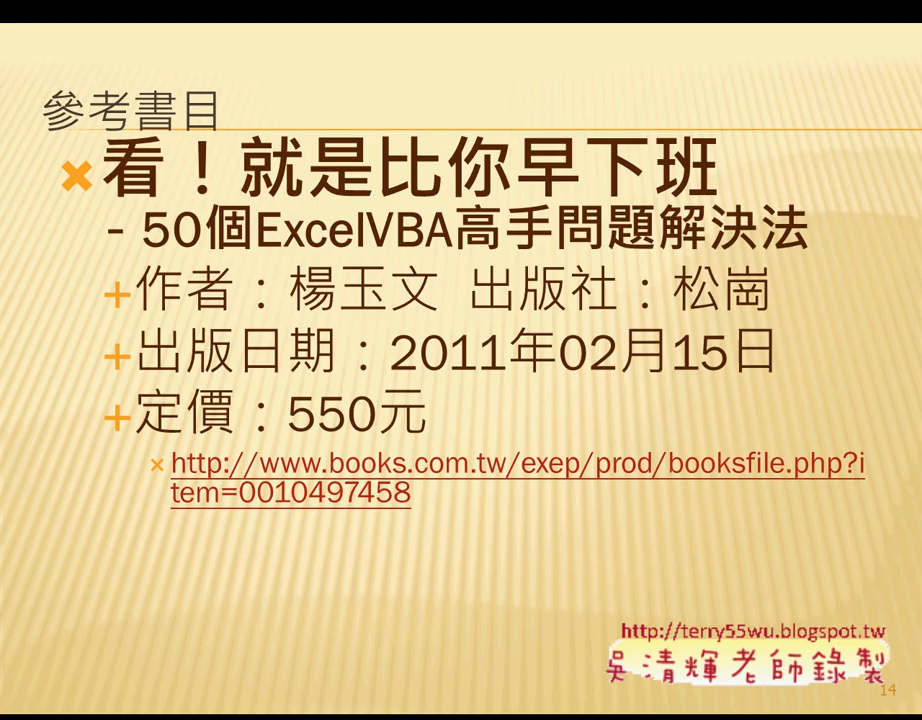 參考書目
看！就是比你早下班
- 50個ExcelVBA高手問題解決法
作者：楊玉文 出版社：松崗
出版日期：2011年02月15日
定價：550元
http://www.books.com.tw/exep/prod/booksfile.php?i
tem=0010497458
http://terry55wu.blogspot.tw
吳清輝老師錄製
14